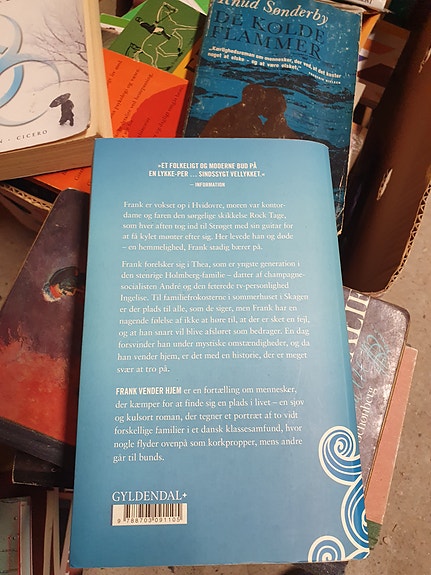 Knud Sønderby
DE KOLDE
FLAMMER
N · CICERO
»ET FOLKELIGT OG MODERNE BUD PÅ
EN LYKKE-PER ... SINDSSYGT VELLYKKET.«
– INFORMATION
Frank er vokset op i Hvidovre, moren var kontor-
dame og faren den sørgelige skikkelse Rock Tage,
som hver aften tog ind til Strøget med sin guitar for
at få kylet mønter efter sig. Her levede han og døde
– en hemmelighed, Frank stadig bærer på.
Frank forelsker sig i Thea, som er yngste generation i
den stenrige Holmberg-familie – datter af champagne-
socialisten André og den feterede tv-personlighed
Ingelise. Til familiefrokosterne i sommerhuset i Skagen
er der plads til alle, som de siger, men Frank har en
nagende følelse af ikke at høre til, at der er sket en fejl,
og at han snart vil blive afsløret som bedrager. En dag
forsvinder han under mystiske omstændigheder, og da
han vender hjem, er det med en historie, der er meget
svær at tro på.
FRANK VENDER HJEM er en fortælling om mennesker,
der kæmper for at finde sig en plads i livet – en sjov
og kulsort roman, der tegner et portræt af to vidt
forskellige familier i et dansk klassesamfund, hvor
nogle flyder ovenpå som korkpropper, mens andre
går til bunds.
GYLDENDAL+
9 788703 091105